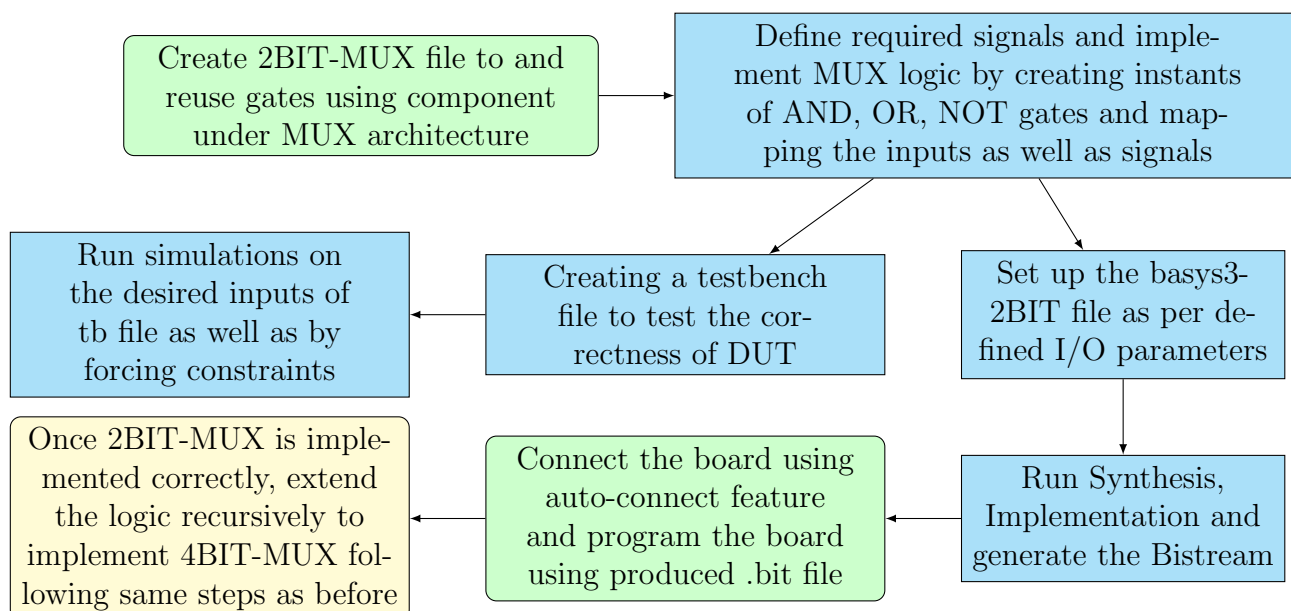 Create 2BIT-MUX file to and
reuse gates using component
under MUX architecture
Define required signals and imple-
ment MUX logic by creating instants
of AND, OR, NOT gates and map-
ping the inputs as well as signals
Run simulations on
the desired inputs of
tb file as well as by
forcing constraints
Creating a testbench
file to test the cor-
rectness of DUT
Set up the basys3-
2BIT file as per de-
fined I/O parameters
Once 2BIT-MUX is imple-
mented correctly, extend
the logic recursively to
implement 4BIT-MUX fol-
lowing same steps as before
Connect the board using
auto-connect feature
and program the board
using produced .bit file
Run Synthesis,
Implementation and
generate the Bistream